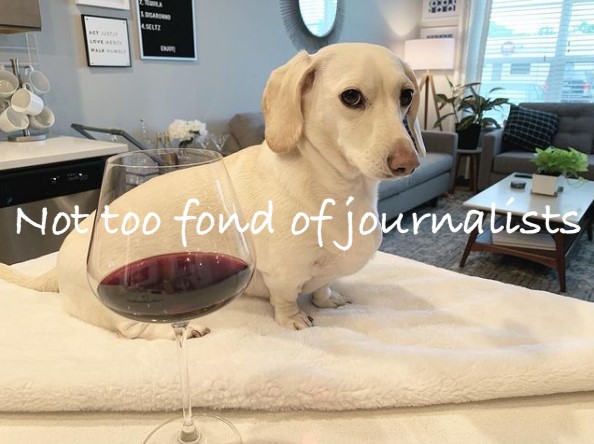 2. TEQUILA
3. DISARONNO
4. SELTZ
ENJOY!
ACT JUSTLY
LOVE MERCY
WALK HUMBLY
Not too fond of journalists